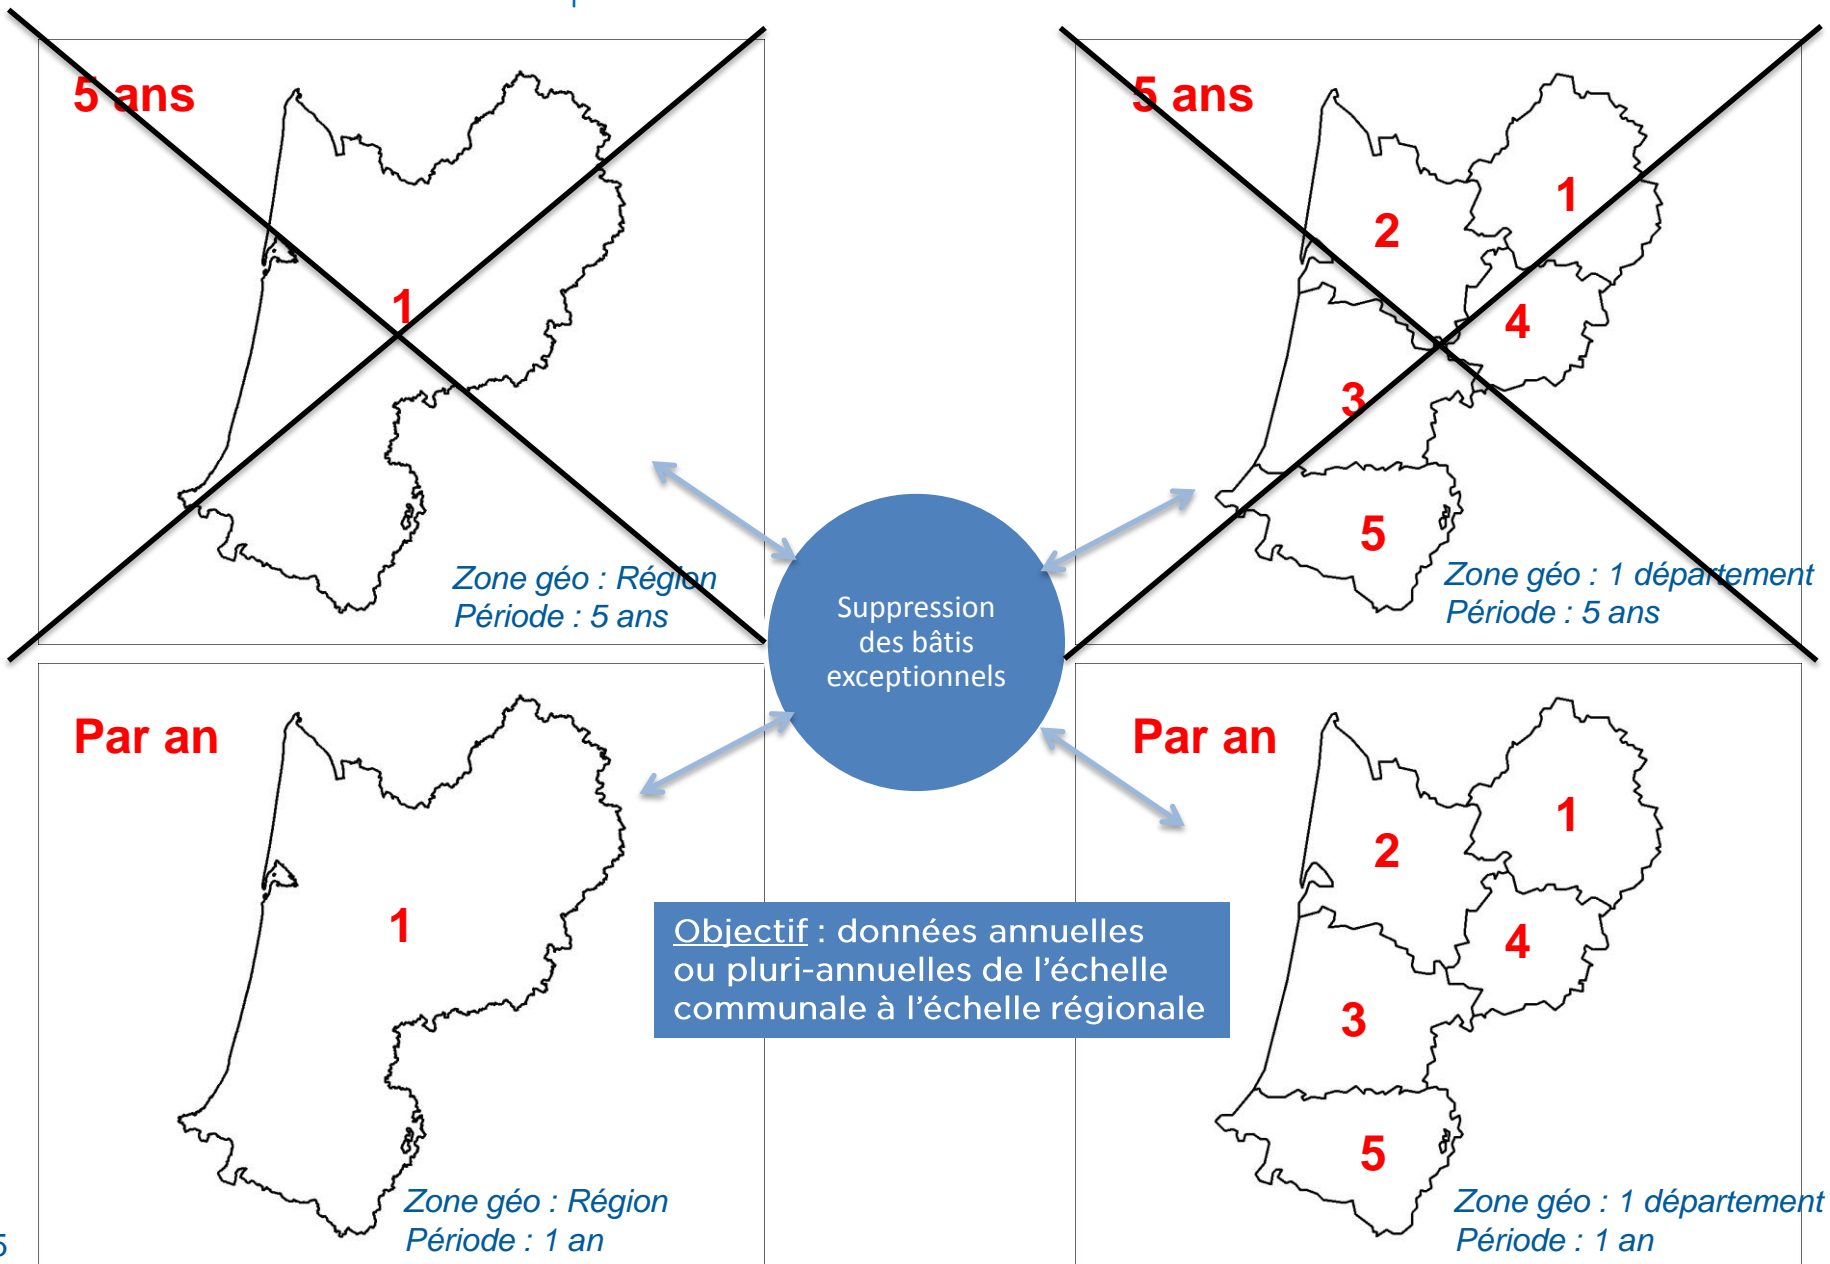 5 ans
1
Zone géo : Région
Période : 5 ans
5 ans
1
2
4
3
5
Zone géo : 1 département
Période : 5 ans
Suppression
des bâtis
exceptionnels
Par an
1
Zone géo : Région
Période : 1 an
Par an
1
2
4
3
5
Zone géo : 1 département
Période : 1 an
Objectif : données annuelles
ou pluri-annuelles de l’échelle
communale à l’échelle régionale
5